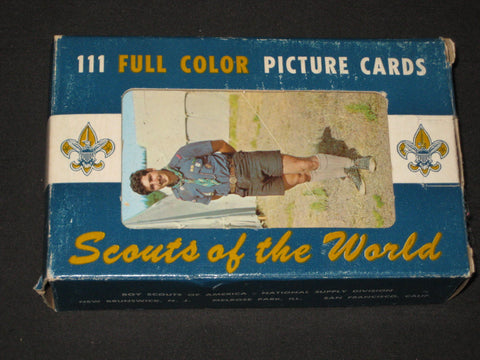 111 FULL COLOR PICTURE CARDS
Scouts of the World
BOY SCOUTS OF AMERICA - NATIONAL SUPPLY DIVISION
NEW BRUNSWICK, N. J. MELROSE PARK, ILL. SAN FRANCISCO, CALIF.